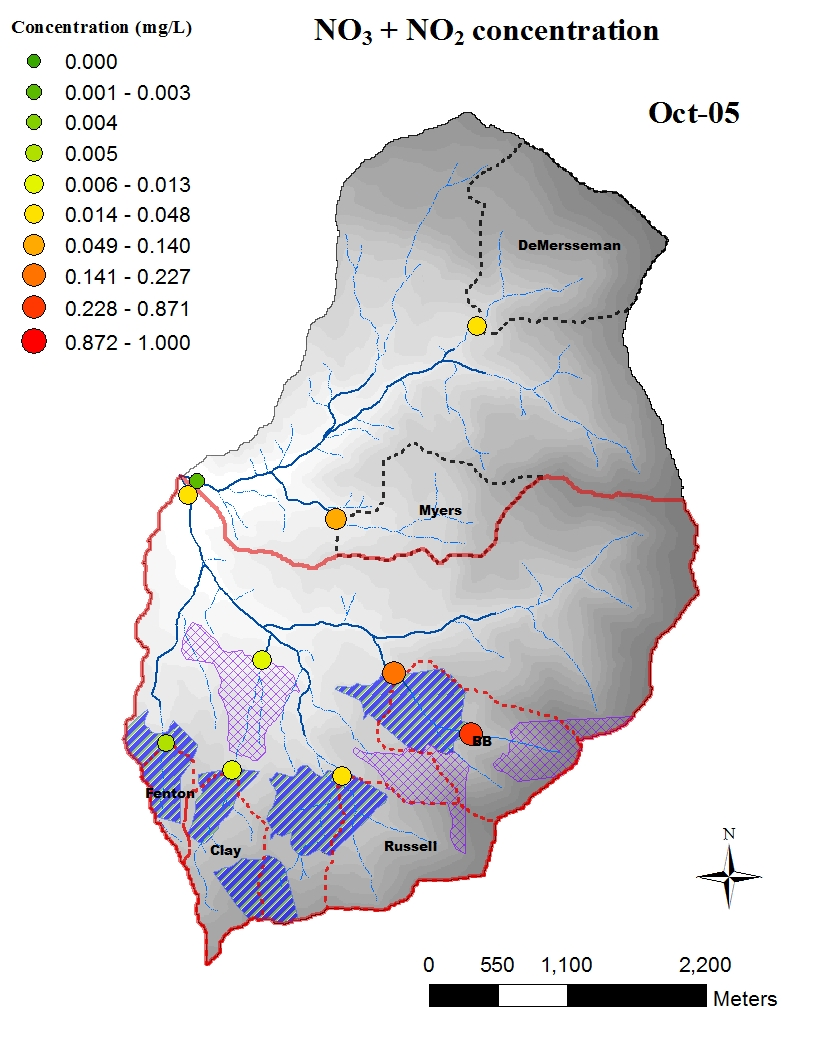 Concentration (mg/L)
NO3 + NO2 concentration
0.000
0.001 - 0.003
0.004
0.005
0.006 - 0.013
0.014 - 0.048
0.049 - 0.140
0.141 - 0.227
0.228 - 0.871
0.872 - 1.000
Oct-05
DeMersseman
Myers
BB
Fenton
Clay
Russell
N
0 550 1,100 2,200
Meters